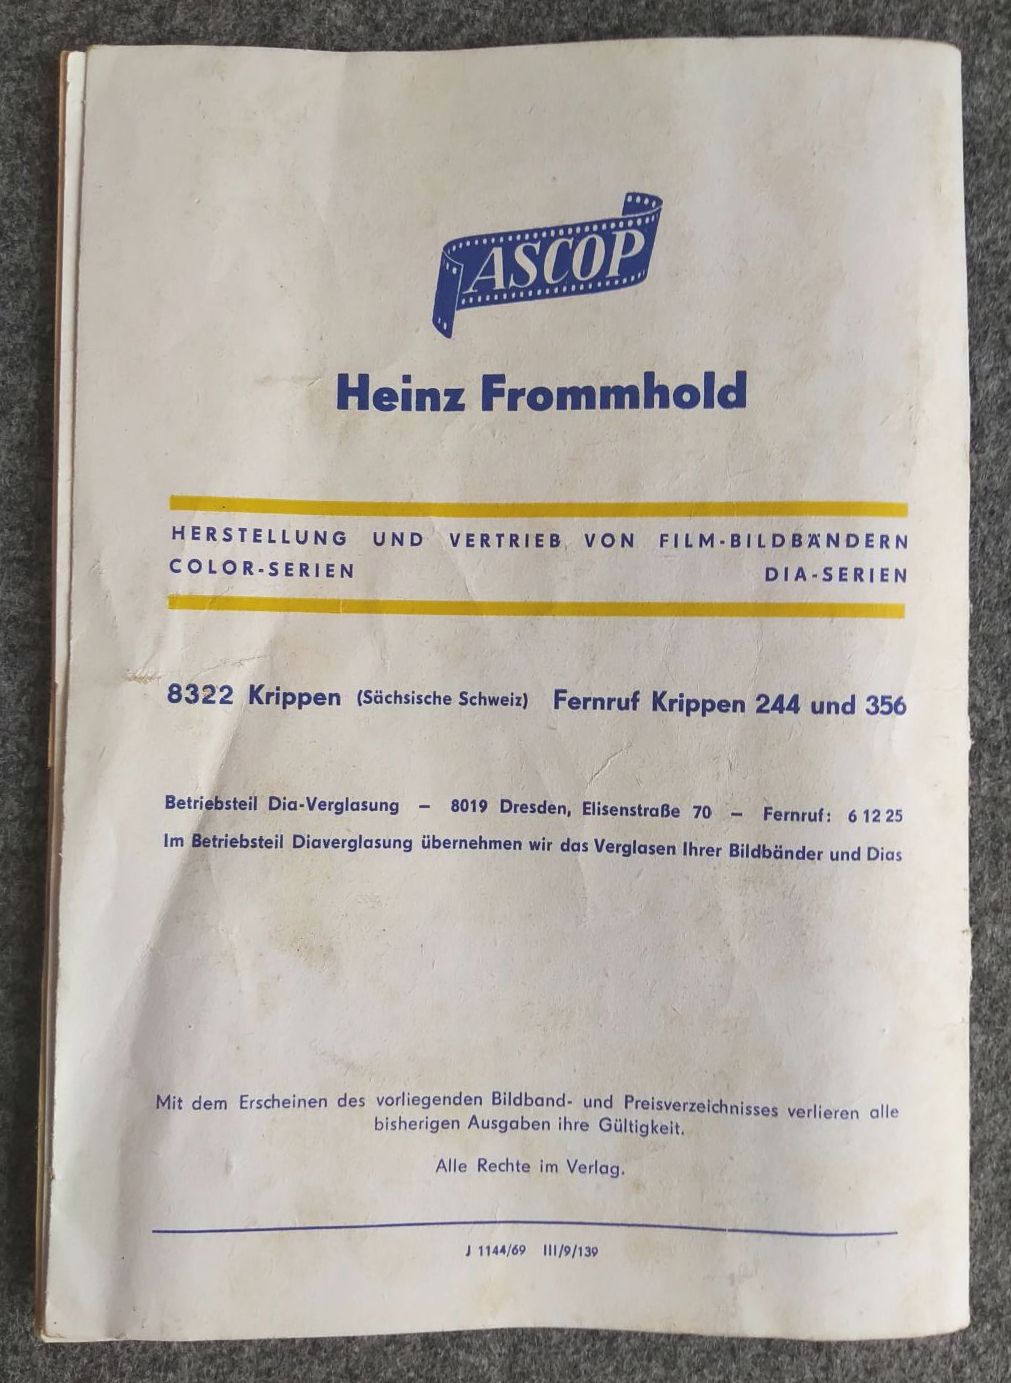 ASCOP
Heinz Frommhold
HERSTELLUNG UND VERTRIEB VON FILM-BILDBÄNDERN
COLOR-SERIEN DIA-SERIEN
8322 Krippen (Sächsische Schweiz) Fernruf Krippen 244 und 356
Betriebsteil Dia-Verglasung – 8019 Dresden, Elisenstraße 70 – Fernruf: 6 12 25
Im Betriebsteil Diaverglasung übernehmen wir das Verglasen Ihrer Bildbänder und Dias
Mit dem Erscheinen des vorliegenden Bildband- und Preisverzeichnisses verlieren alle
bisherigen Ausgaben ihre Gültigkeit.
Alle Rechte im Verlag.
J 1144/69 III/9/139